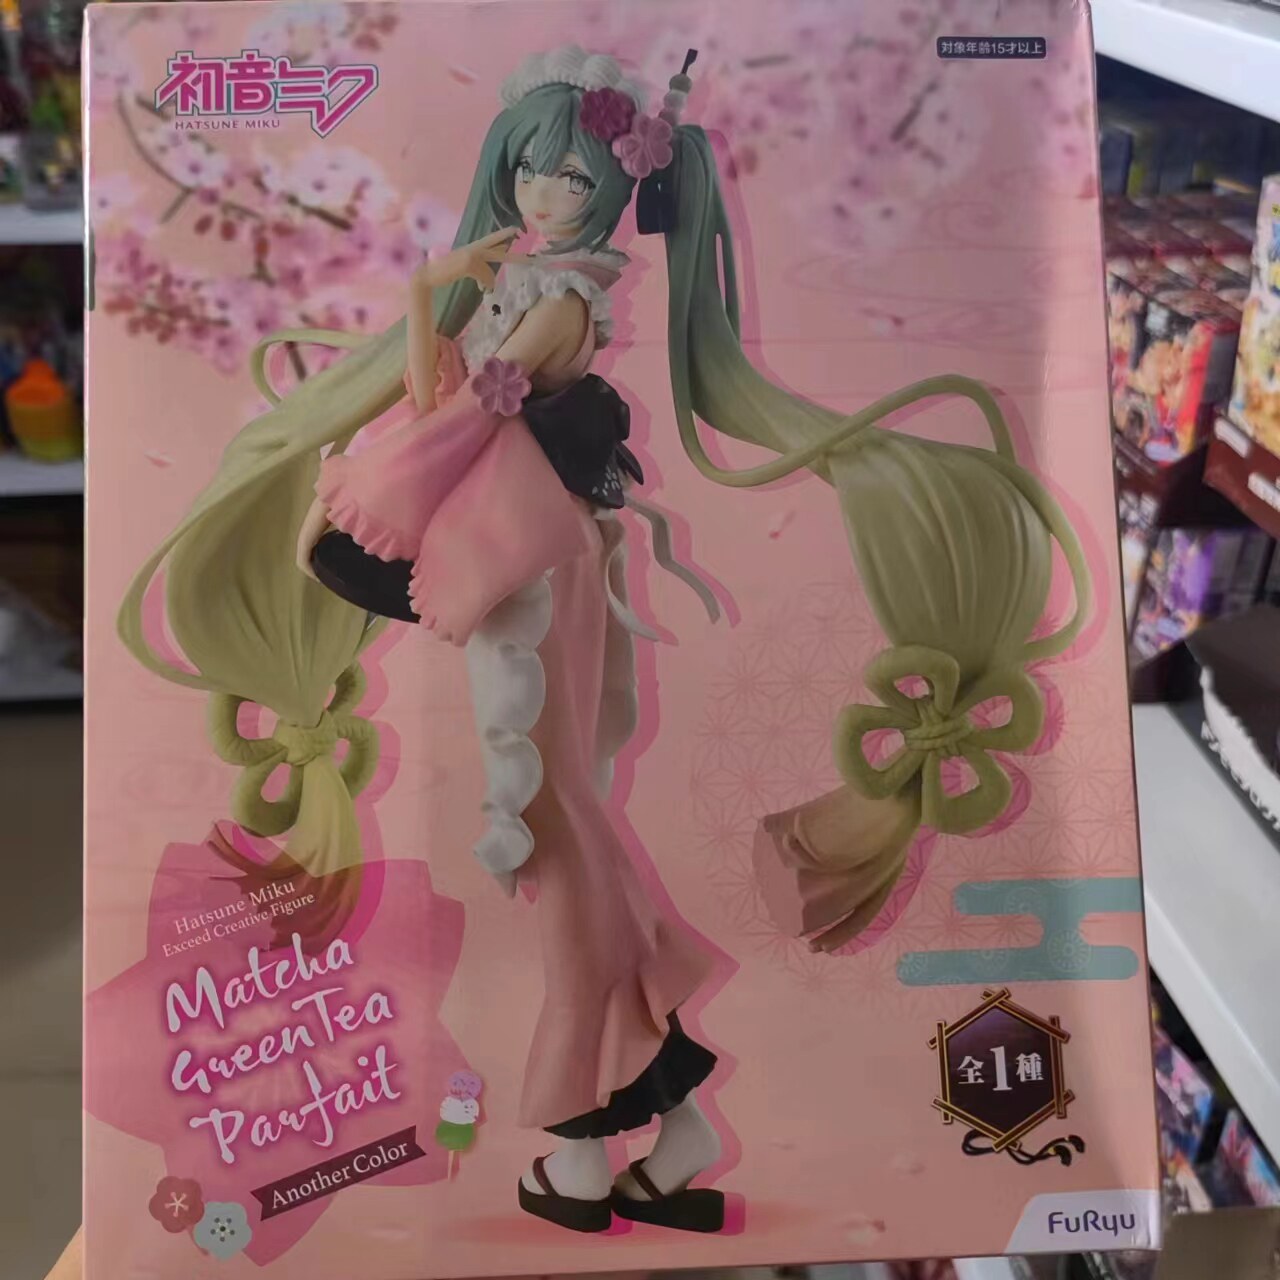 対象年齢15才以上
初音ミク
HATSUNE MIKU
Hatsune Miku
Exceed Creative Figure
Matcha
Green Tea
Parfait
Another Color
全1種
FuRyu